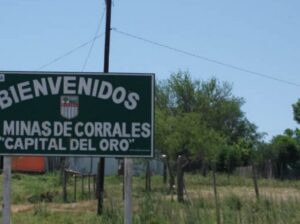 BIENVENIDOS
MINAS DE CORRALES
"CAPITAL DEL ORO"